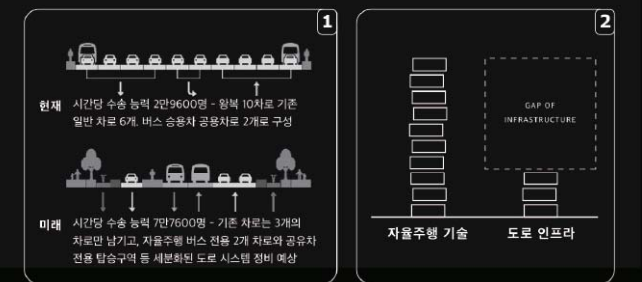 1
현재 시간당 수송 능력 2만9600명 - 왕복 10차로 기존
일반 차로 6개. 버스 승용차 공용차로 2개로 구성
미래 시간당 수송 능력 7만7600명 - 기존 차로는 3개의
차로만 남기고, 자율주행 버스 전용 2개 차로와 공유차
전용 탑승구역 등 세분화된 도로 시스템 정비 예상
2
GAP OF
INFRASTRUCTURE
자율주행 기술
도로 인프라